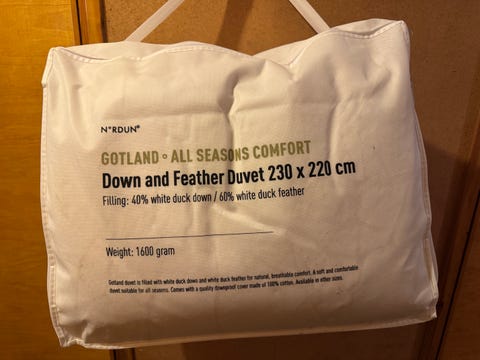 N°RDUN®
GOTLAND ° ALL SEASONS COMFORT
Down and Feather Duvet 230 x 220 cm
Filling: 40% white duck down / 60% white duck feather
Weight: 1600 gram
Gotland duvet is filled with white duck down and white duck feather for natural, breathable comfort. A soft and comfortable
duvet suitable for all seasons. Comes with a quality downproof cover made of 100% cotton. Available in other sizes.